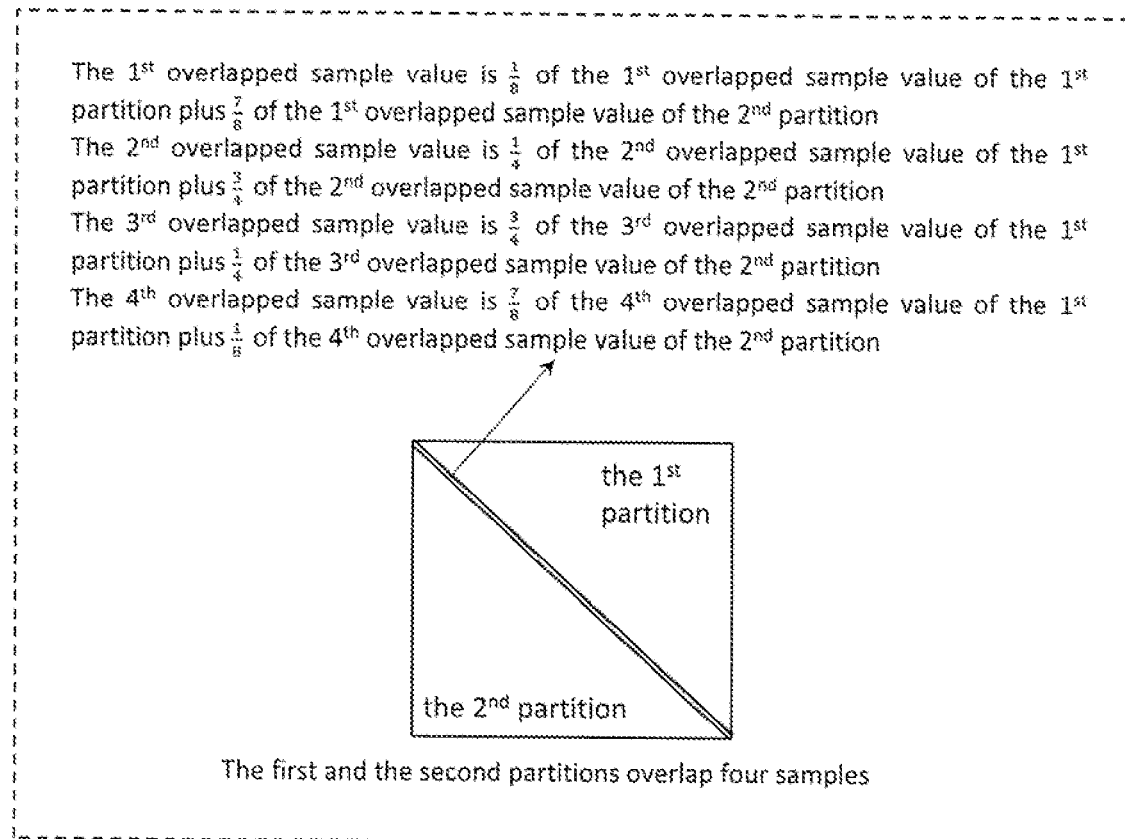 The 1st overlapped sample value is 1/8 of the 1st overlapped sample value of the 1st
partition plus 7/8 of the 1st overlapped sample value of the 2nd partition
The 2nd overlapped sample value is 1/4 of the 2nd overlapped sample value of the 1st
partition plus 3/4 of the 2nd overlapped sample value of the 2nd partition
The 3rd overlapped sample value is 3/4 of the 3rd overlapped sample value of the 1st
partition plus 1/4 of the 3rd overlapped sample value of the 2nd partition
The 4th overlapped sample value is 7/8 of the 4th overlapped sample value of the 1st
partition plus 1/8 of the 4th overlapped sample value of the 2nd partition
the 1st
partition
the 2nd partition
The first and the second partitions overlap four samples